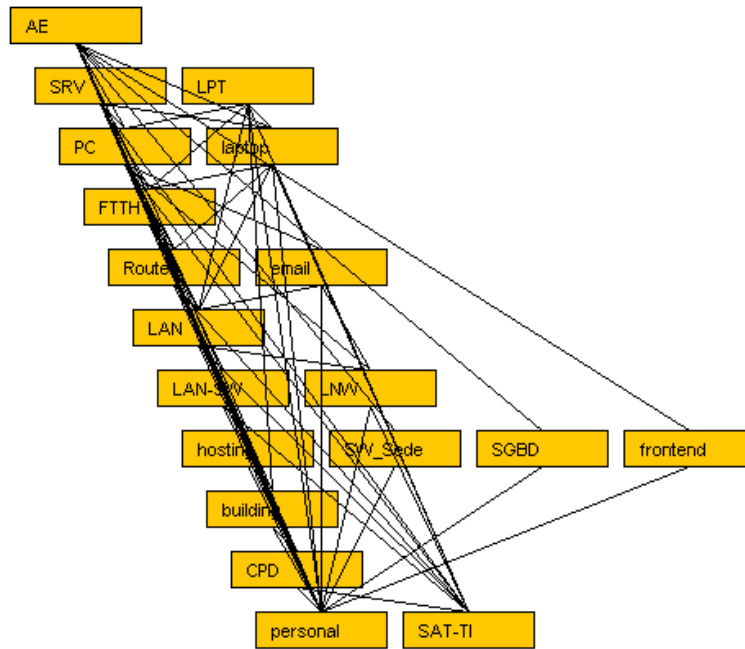 AE
SRV
LPT
PC
laptop
FTTH
Router
email
LAN
LAN-SW
LNW
hosting
SW_Sede
SGBD
frontend
building
CPD
personal
SAT-TI